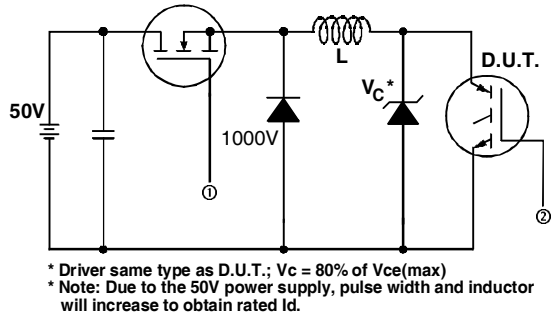 L
D.U.T.
VC *
50V
1000V
①
②
* Driver same type as D.U.T.; Vc = 80% of Vce(max)
* Note: Due to the 50V power supply, pulse width and inductor
will increase to obtain rated Id.